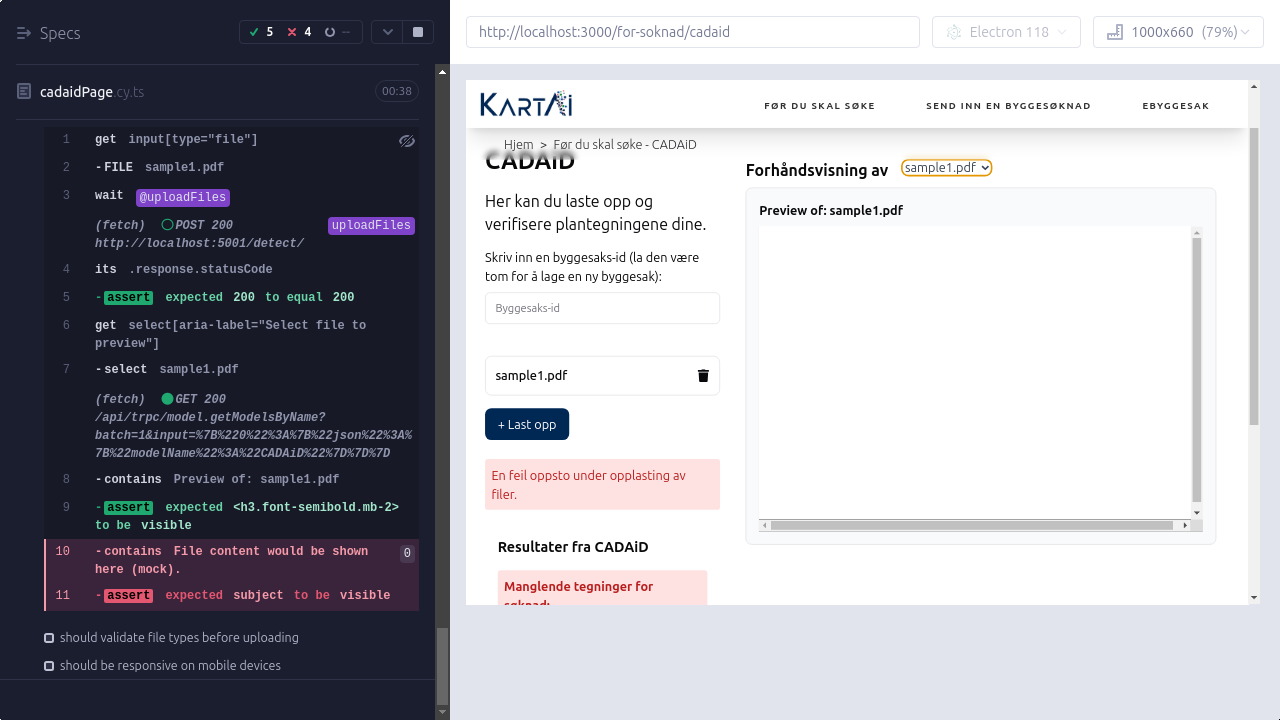 Specs
5
4
--
cadaidPage.cy.ts
00:38
1 get input[type="file"]
2 -FILE sample1.pdf
3 wait @uploadFiles
(fetch) POST 200 uploadFiles
http://localhost:5001/detect/
4 its .response.statusCode
5 -assert expected 200 to equal 200
6 get select[aria-label="Select file to
preview"]
7 -select sample1.pdf
(fetch) GET 200
/api/trpc/model.getModelsByName?
batch=1&input=%7B%220%22%3A%7B%22json%22%3A%
7B%22modelName%22%3A%22CADAiD%22%7D%7D%7D
8 -contains Preview of: sample1.pdf
9 -assert expected <h3.font-semibold.mb-2>
to be visible
10 -contains File content would be shown 0
here (mock).
11 -assert expected subject to be visible
should validate file types before uploading
should be responsive on mobile devices
http://localhost:3000/for-soknad/cadaid
Electron 118
1000x660 (79%)
KartAi
FØR DU SKAL SØKE
SEND INN EN BYGGESØKNAD
EBYGGESAK
Hjem > Før du skal søke - CADAiD
CADAiD
Her kan du laste opp og
verifisere plantegningene dine.
Skriv inn en byggesaks-id (la den være
tom for å lage en ny byggesak):
Byggesaks-id
sample1.pdf
+ Last opp
En feil oppsto under opplasting av
filer.
Resultater fra CADAiD
Manglende tegninger for
søknad:
Forhåndsvisning av sample1.pdf
Preview of: sample1.pdf